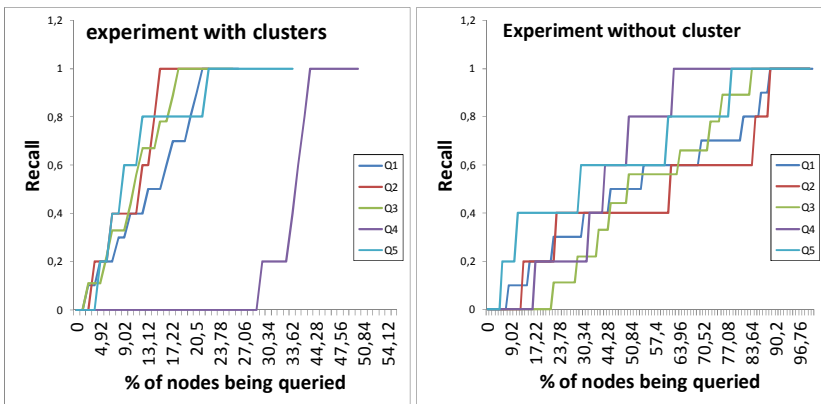 experiment with clusters
Recall
1,2
1
0,8
0,6
0,4
0,2
0
0
4,92
9,02
13,12
17,22
20,5
23,78
27,06
30,34
33,62
44,28
47,56
50,84
54,12
% of nodes being queried
Q1
Q2
Q3
Q4
Q5
Experiment without cluster
Recall
1,2
1
0,8
0,6
0,4
0,2
0
0
9,02
17,22
23,78
30,34
44,28
50,84
57,4
63,96
70,52
77,08
83,64
90,2
96,76
% of nodes being queried
Q1
Q2
Q3
Q4
Q5